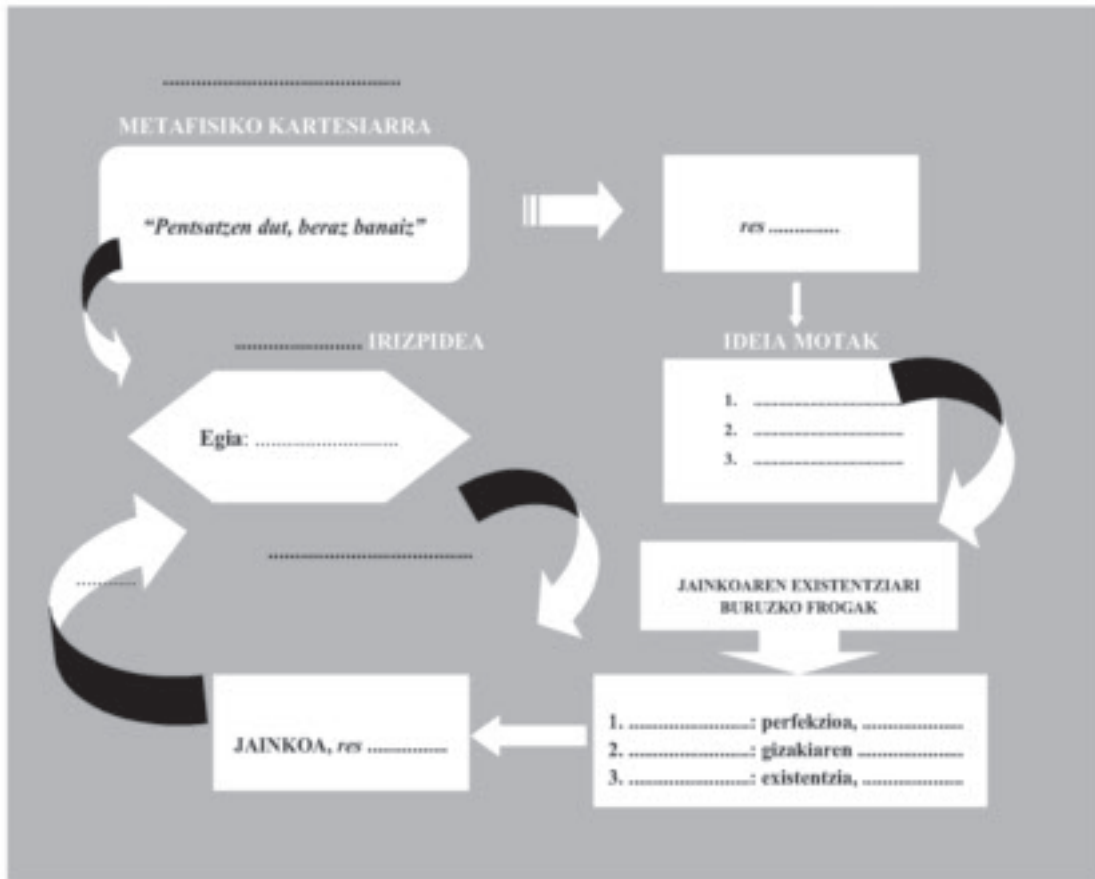 ........................................
METAFISIKO KARTESIARRA
“Pentsatzen dut, beraz banaiz”
res ..............
...................... IRIZPIDEA
IDEIA MOTAK
1. ..........................
Egia: ..........................
2. ..........................
3. ..........................
...................................
............
JAINKOAREN EXISTENTZIARI
BURUZKO FROGAK
1. ......................: perfekzioa, ..................
JAINKOA, res ...............
2. ......................: gizakiaren ..................
3. ......................: existentzia, ..................